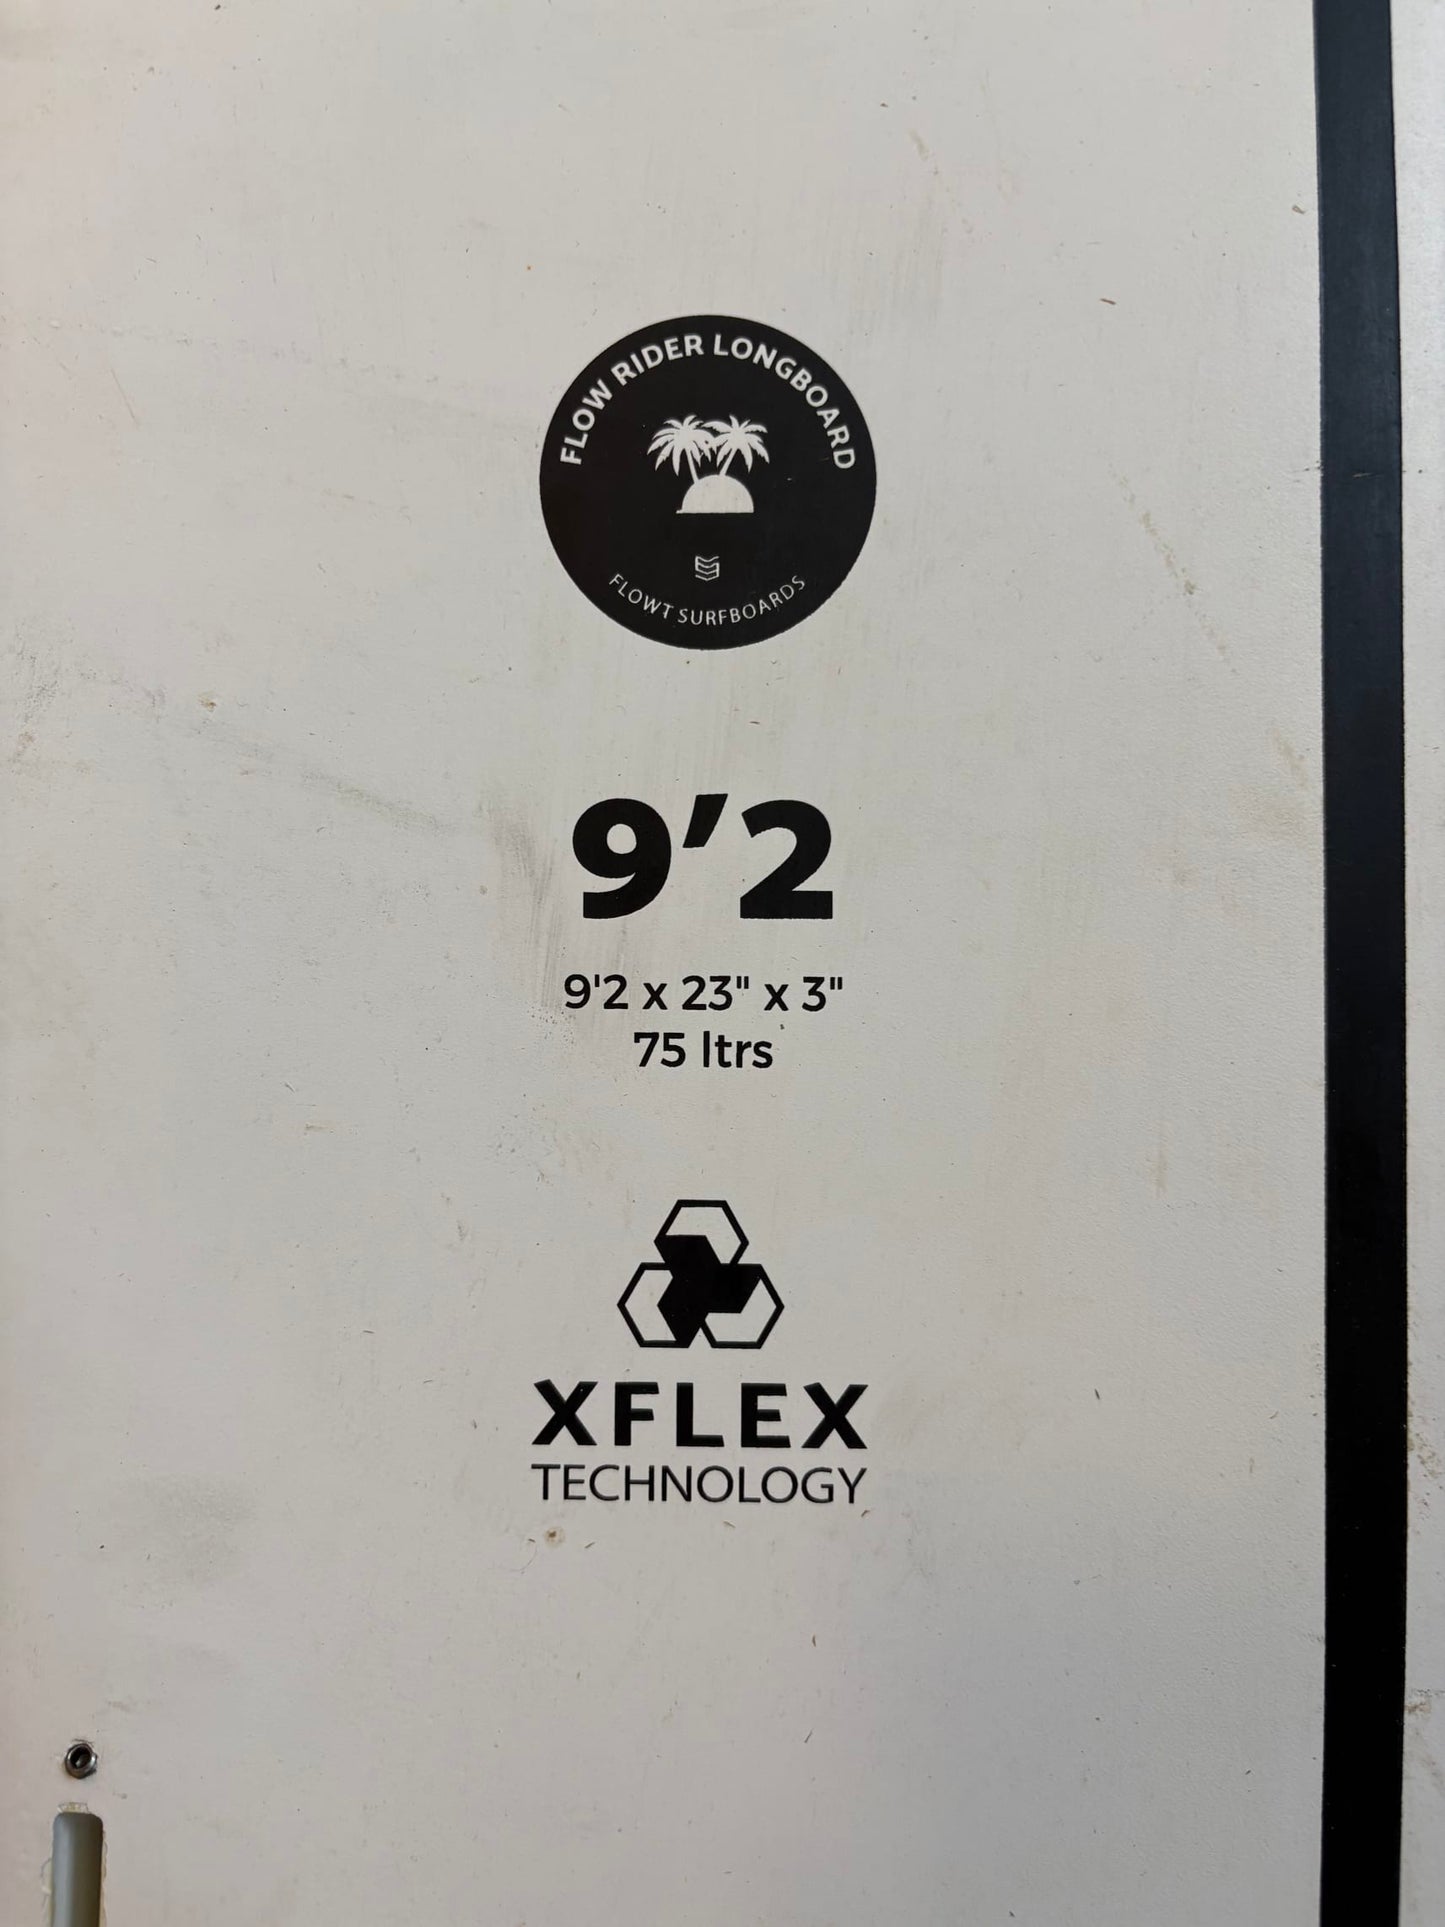 FLOW RIDER LONGBOARD
FLOWT SURFBOARDS
9'2
9'2 x 23" x 3"
75 ltrs
XFLEX
TECHNOLOGY